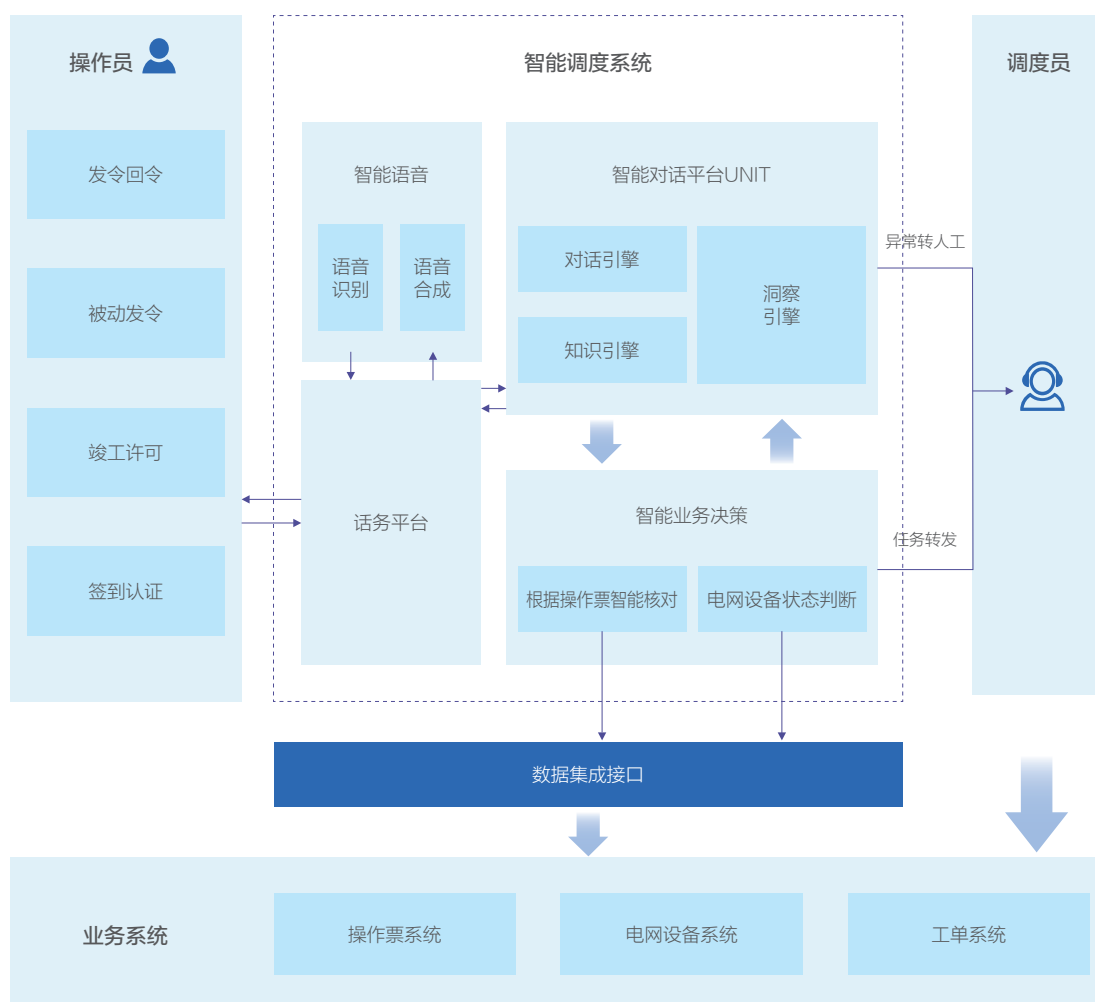 操作员
发令回令
被动发令
竣工许可
签到认证
智能调度系统
智能语音
语音
识别
语音
合成
话务平台
智能对话平台UNIT
对话引擎
知识引擎
洞察
引擎
智能业务决策
根据操作票智能核对
电网设备状态判断
异常转人工
任务转发
调度员
数据集成接口
业务系统
操作票系统
电网设备系统
工单系统